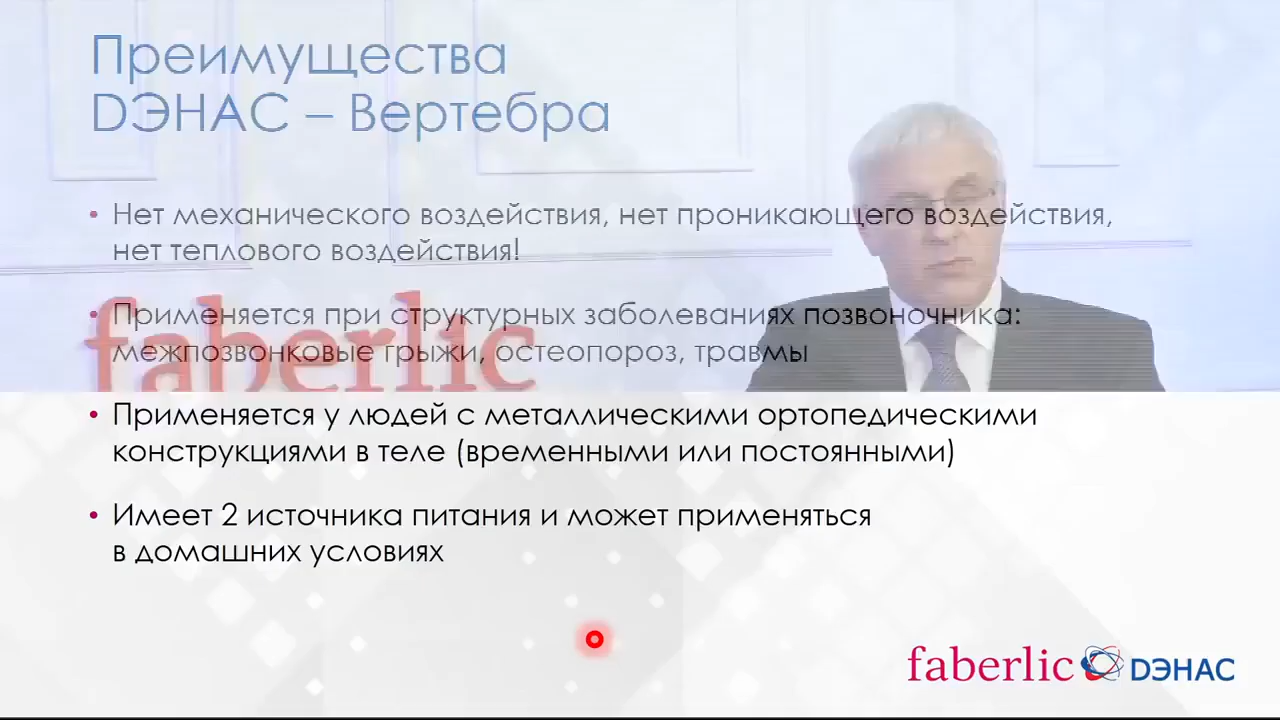 Преимущества
DЭНАС – Вертебра
• Нет механического воздействия, нет проникающего воздействия,
нет теплового воздействия!
• Применяется при структурных заболеваниях позвоночника:
межпозвонковые грыжи, остеопороз, травмы
faberlic
• Применяется у людей с металлическими ортопедическими
конструкциями в теле (временными или постоянными)
• Имеет 2 источника питания и может применяться
в домашних условиях
faberlic DЭНАС